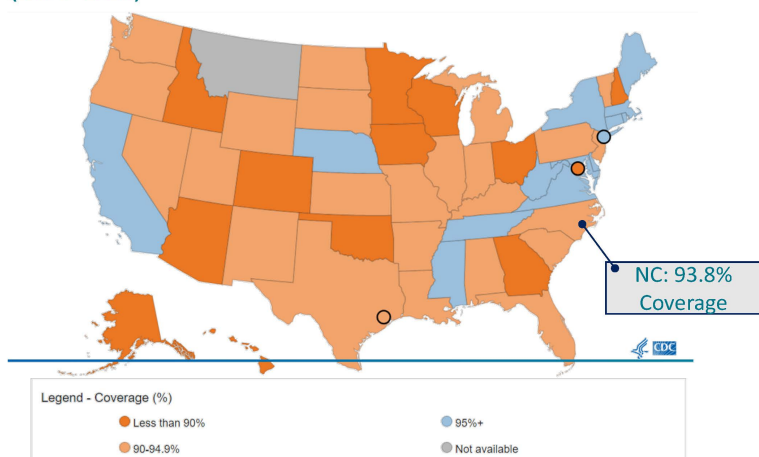 NC: 93.8%
Coverage
CDC
Legend - Coverage (%)
Less than 90%
95%+
90-94.9%
Not available